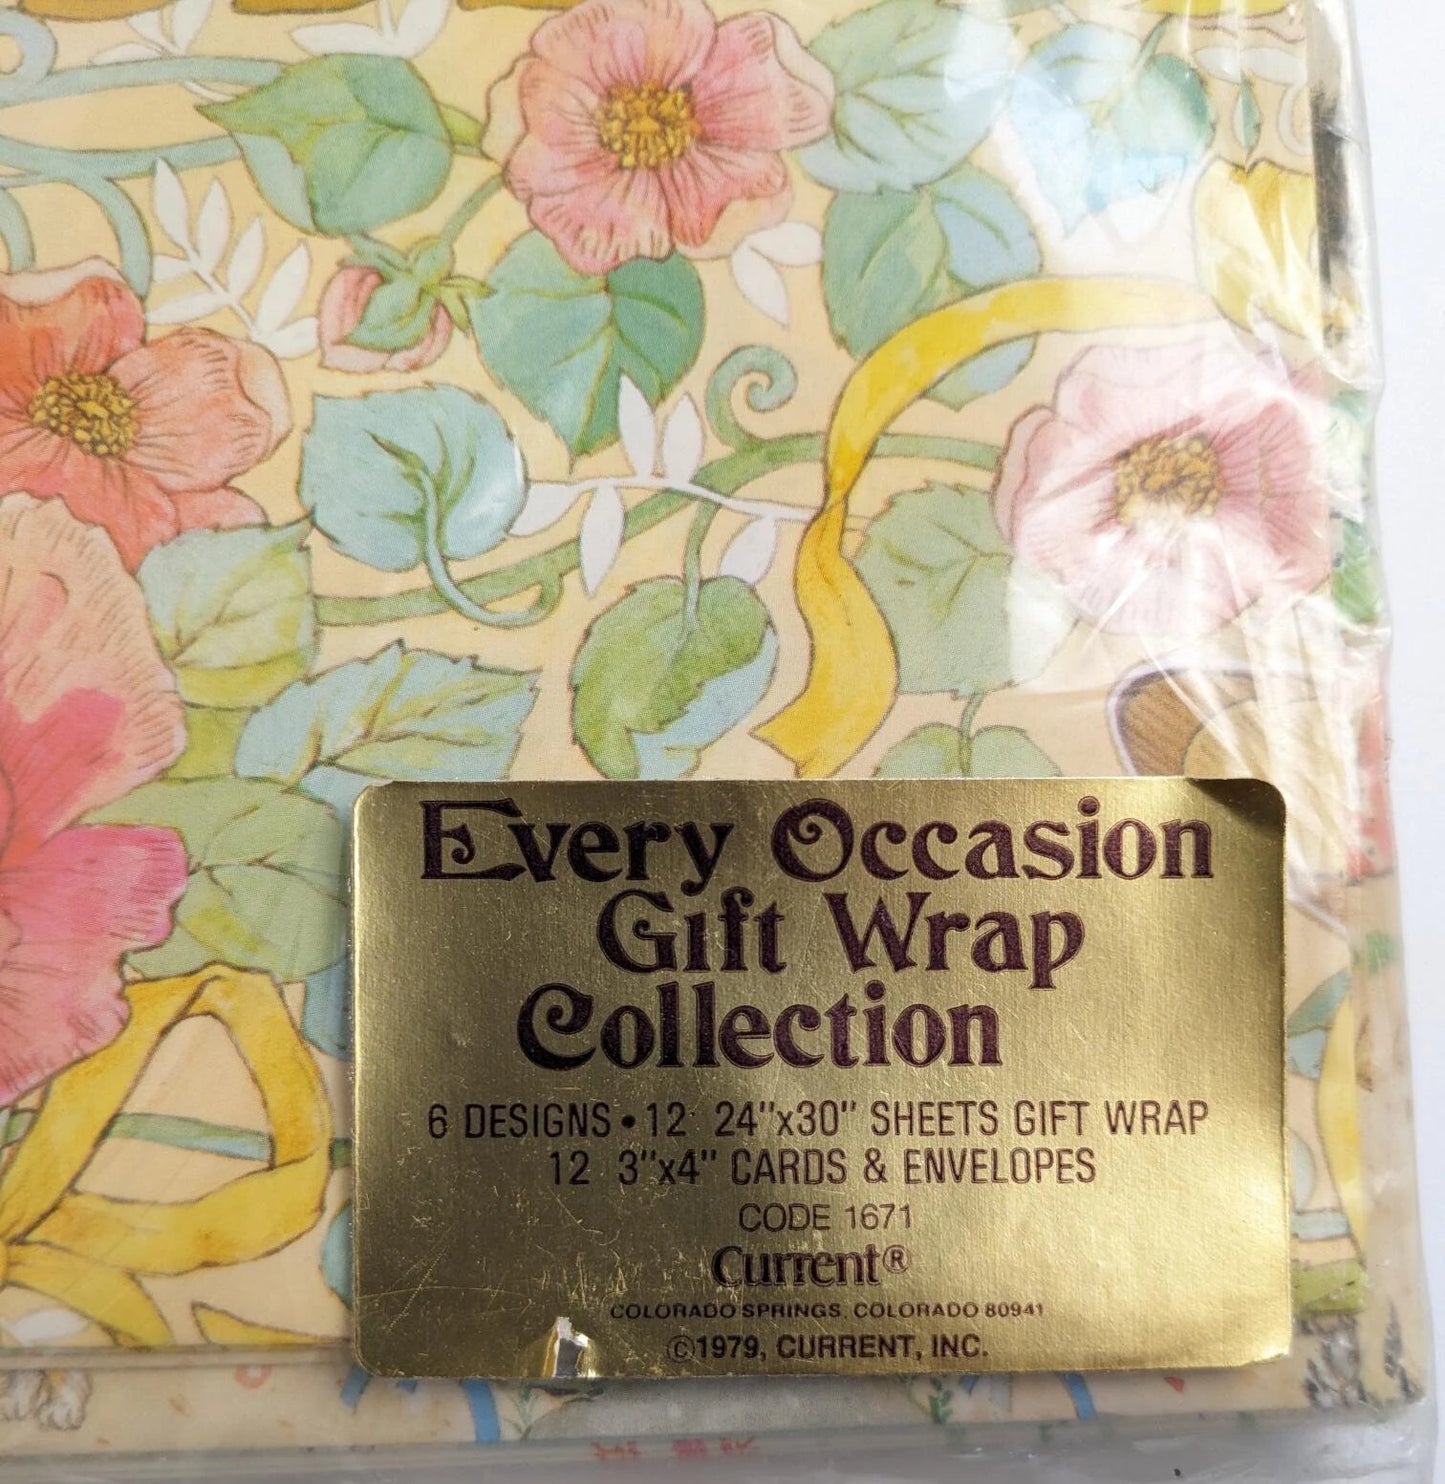 Every Occasion
Gift Wrap
Collection
6 DESIGNS • 12 24"x30" SHEETS GIFT WRAP
12 3"x4" CARDS & ENVELOPES
CODE 1671
Current®
COLORADO SPRINGS, COLORADO 80941
©1979, CURRENT, INC.